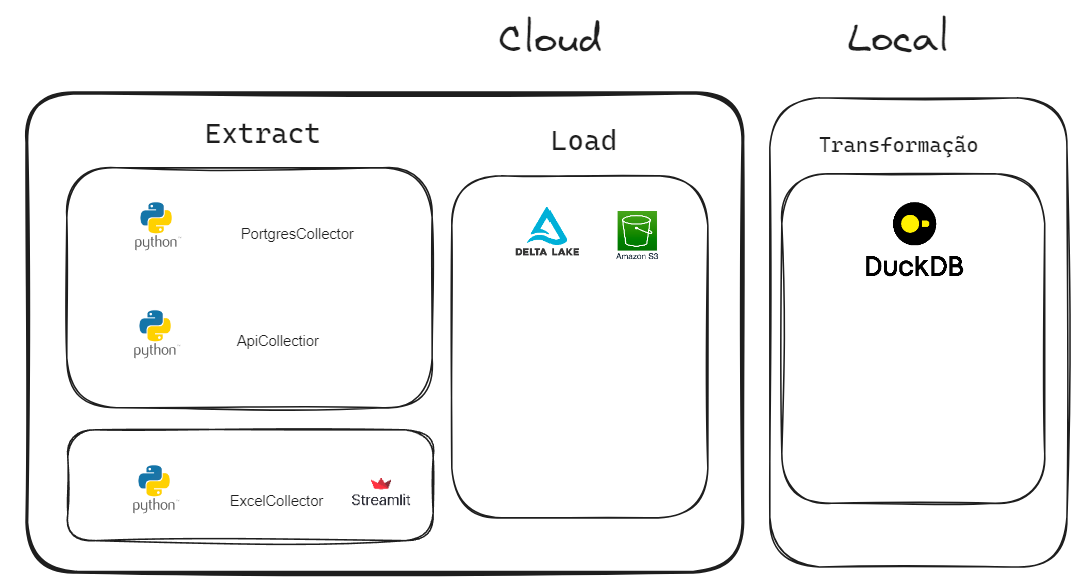 Cloud
Local
Extract
Load
Transformação
python
PortgresCollector
DELTA LAKE
Amazon S3
DuckDB
python
ApiCollectior
python
ExcelCollector
Streamlit